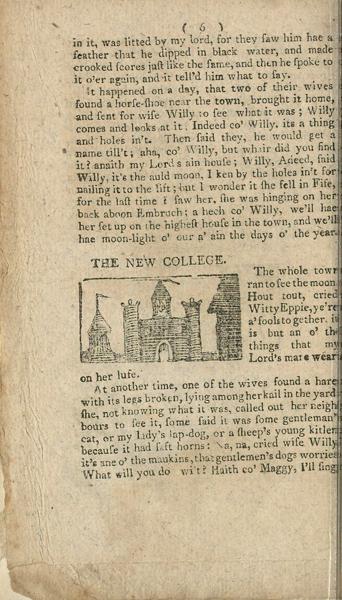 ( 6 )
in it, was litted by my lord, for they saw him hae a
feather that he dipped in black water, and made
crooked scores just like the same, and then he spoke to
it o'er again, and it tell'd him what to say.
It happened on a day, that two of their wives
found a horse-shoe near the town, brought it home,
and sent for wise Willy to see what it was; Willy
comes and looks at it: Indeed co' Willy, its a thing
and holes in't. Then said they, he would get a
name till't; aha, co' Willy, but whair did you find
it? anaith my Lord's ain house; Willy, Adeed, said
Willy, it's the auld moon, I ken by the holes in't for
nailing it to the lift; but I wonder it she fell in Fife,
for the last time I saw her, she was hinging on her
back aboon Embruch; a hech co' Willy, we'll hae
her set up on the highest house in the town, and we'll
hae moon-light o' our a' ain the days o' the year.
THE NEW COLLEGE.
The whole town
ran to see the moon
Hout tout, cried
Witty Eppie, ye're
a' fools together. it
is but an o' the
things that my
Lord's mare wears
on her lufe.
At another time, one of the wives found a hare
with its legs broken, lying among her kail in the yard
she, not knowing what it was, called out her neigh
bours to see it, some said it was some gentleman's
cat, or my lady's lap-dog, or a sheep's young kitlen
because it had saft horns: Na, na, cried wife Willy
it's ane o' the maukins, that gentlemen's dogs worries
What will you do wi't? Haith co' Maggy, I'll sing